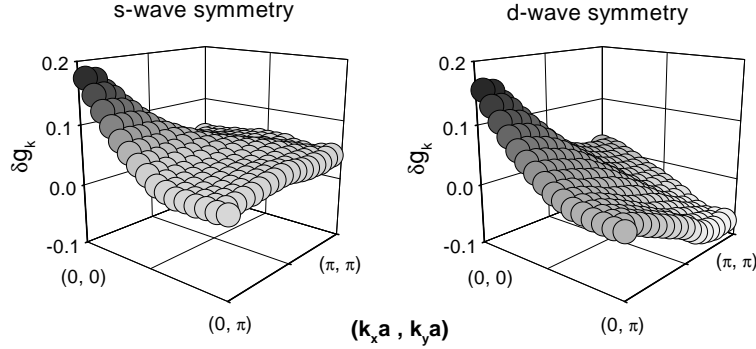 s-wave symmetry
0.2
0.1
0.0
-0.1
δg_k
(0, 0)
(0, π)
(π, π)
d-wave symmetry
0.2
0.1
0.0
-0.1
δg_k
(0, 0)
(0, π)
(π, π)
(k_xa , k_ya)